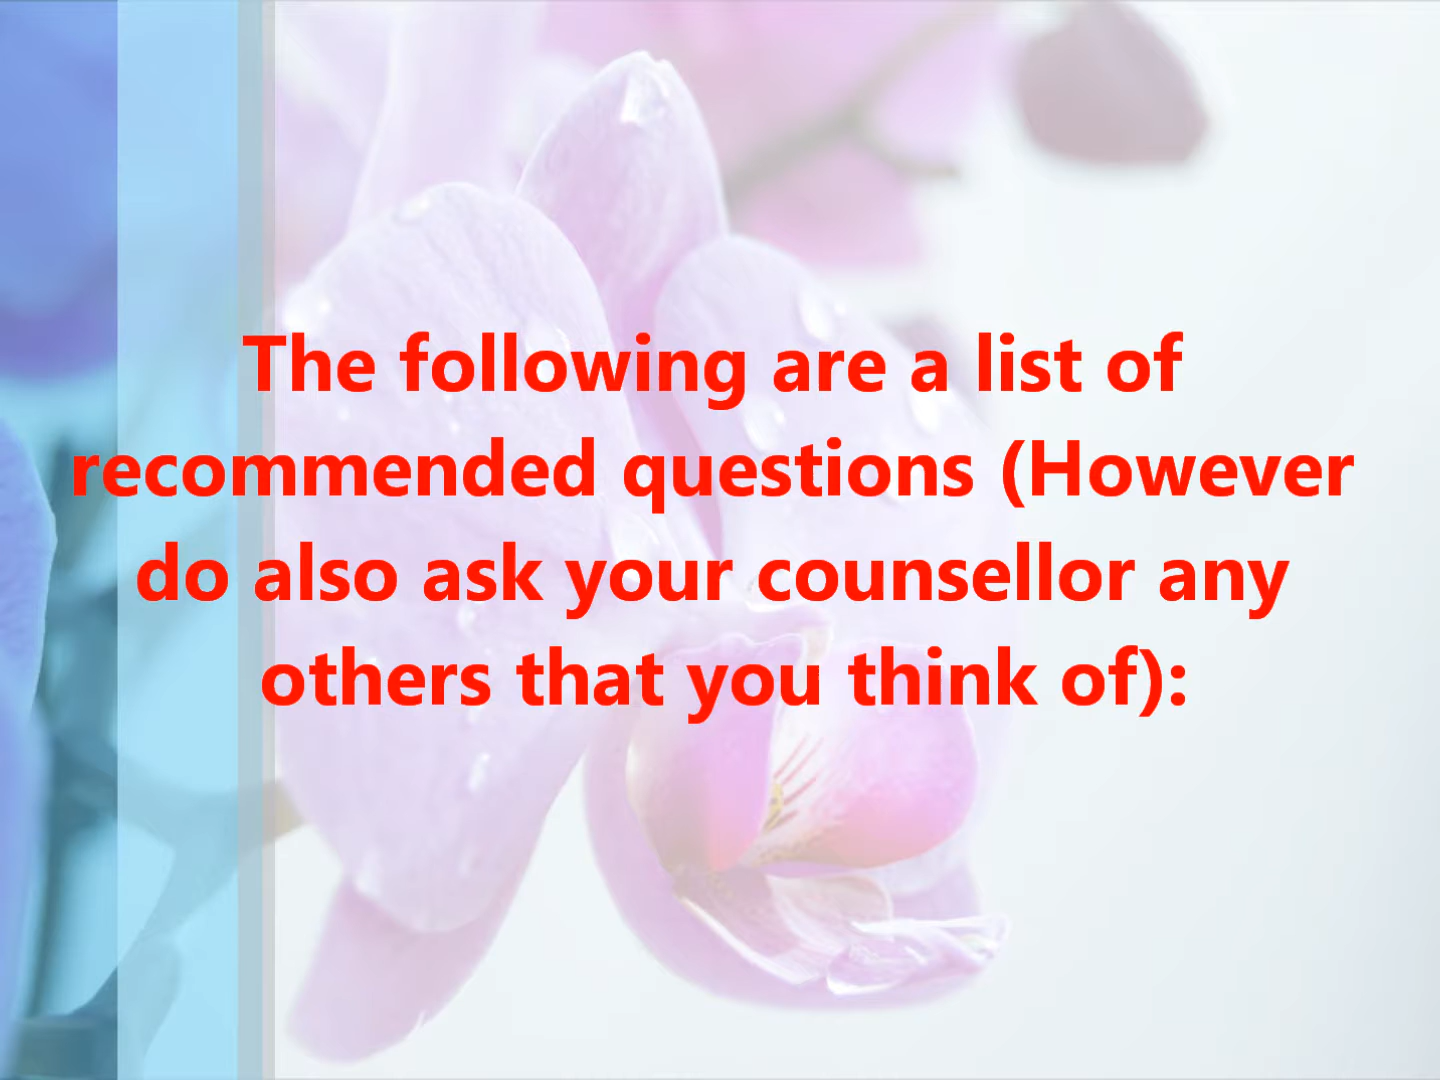 The following are a list of
recommended questions (However
do also ask your counsellor any
others that you think of):